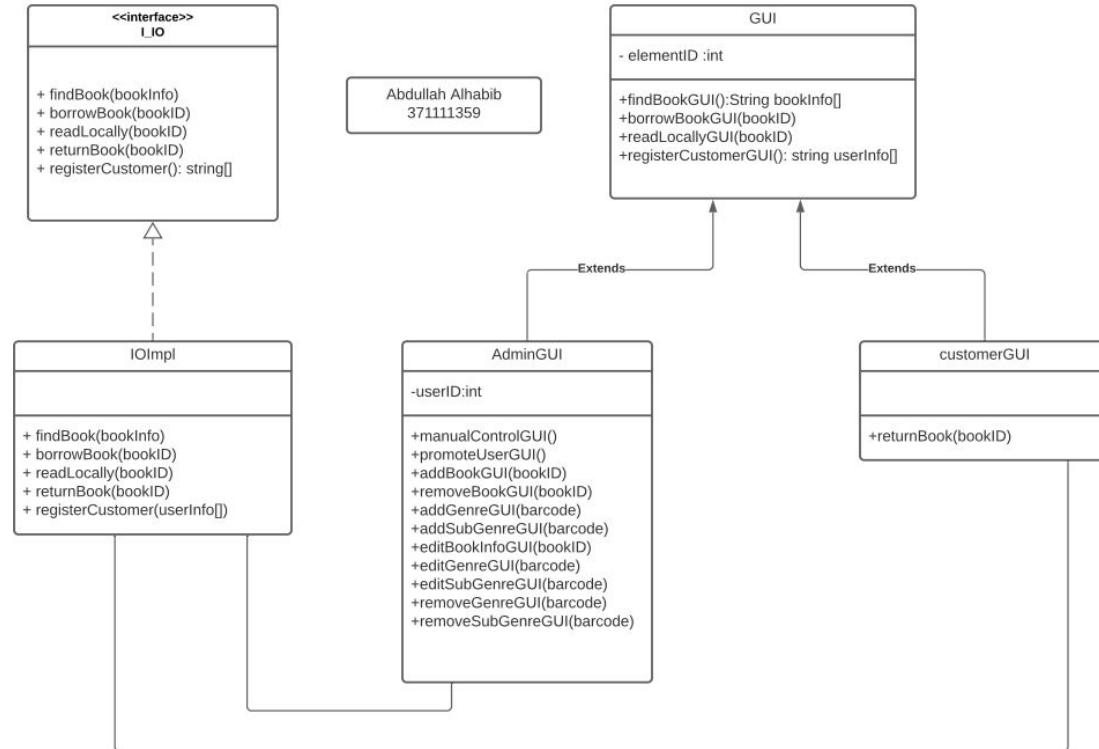 <<interface>>
I_IO
+ findBook(bookInfo)
+ borrowBook(bookID)
+ readLocally(bookID)
+ returnBook(bookID)
+ registerCustomer(): string[]
Abdullah Alhabib
371111359
GUI
- elementID :int
+findBookGUI():String bookInfo[]
+borrowBookGUI(bookID)
+readLocallyGUI(bookID)
+registerCustomerGUI(): string userInfo[]
Extends
Extends
IOImpl
+ findBook(bookInfo)
+ borrowBook(bookID)
+ readLocally(bookID)
+ returnBook(bookID)
+ registerCustomer(userInfo[])
AdminGUI
-userID:int
+manualControlGUI()
+promoteUserGUI()
+addBookGUI(bookID)
+removeBookGUI(bookID)
+addGenreGUI(barcode)
+addSubGenreGUI(barcode)
+editBookInfoGUI(bookID)
+editGenreGUI(barcode)
+editSubGenreGUI(barcode)
+removeGenreGUI(barcode)
+removeSubGenreGUI(barcode)
customerGUI
+returnBook(bookID)